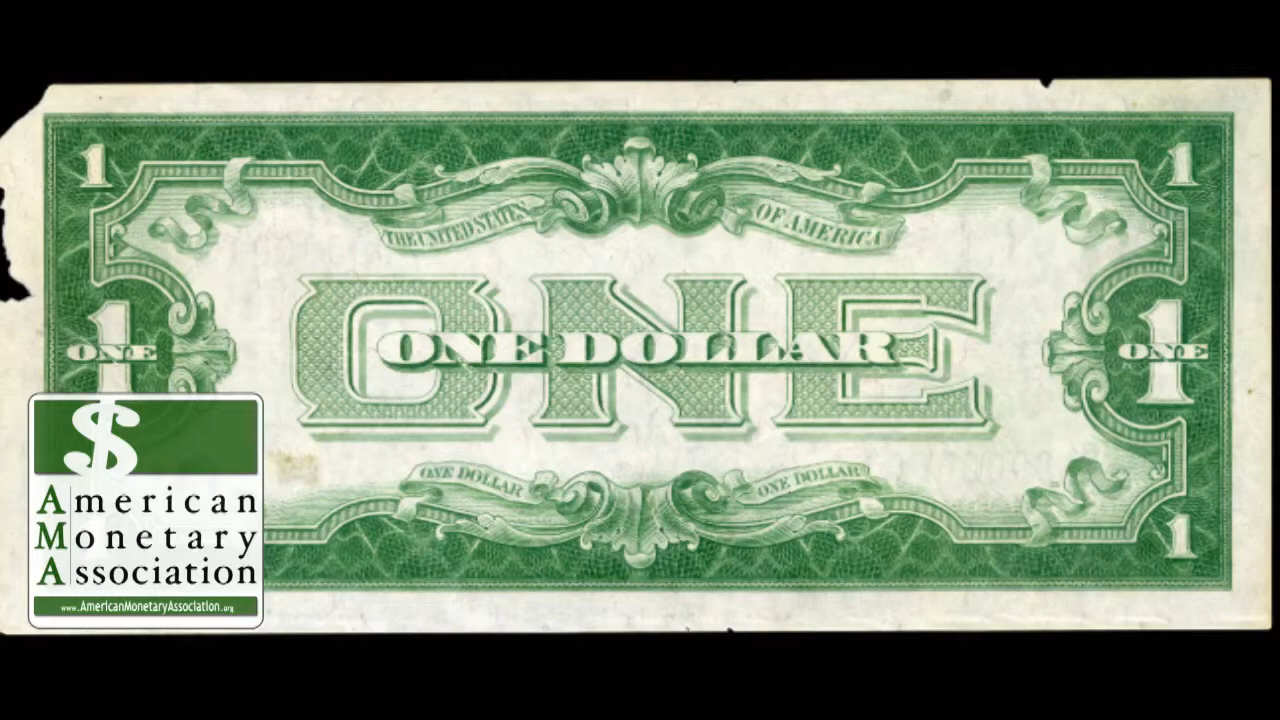 1
1
THE UNITED STATES
OF AMERICA
ONE
ONE DOLLAR
1
ONE
1
ONE
ONE DOLLAR
ONE DOLLAR
1
$
American
Monetary
Association
www.AmericanMonetaryAssociation.org